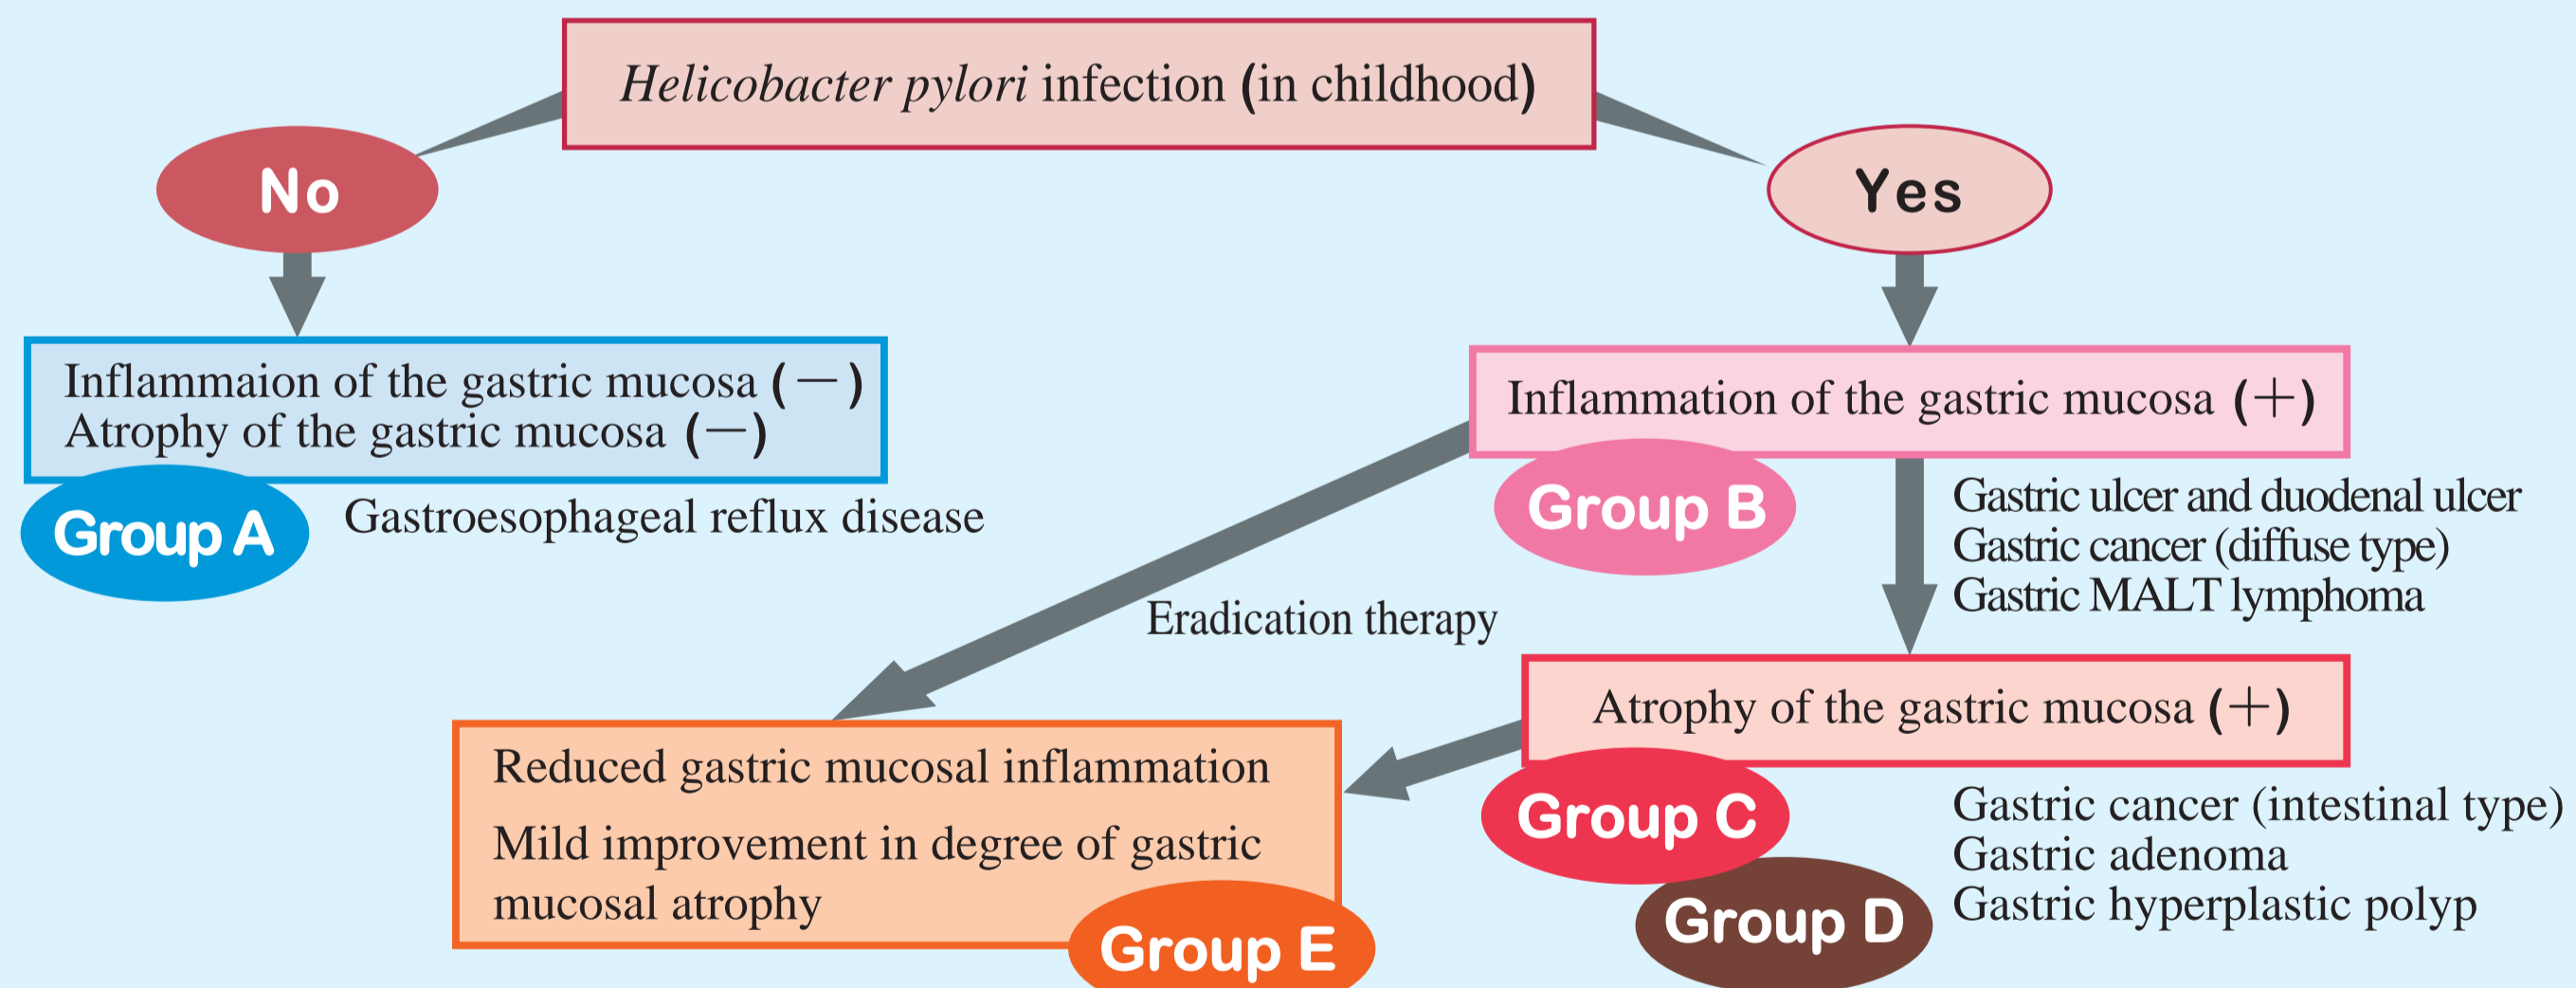 Helicobacter pylori infection (in childhood)
No
Yes
Inflammaion of the gastric mucosa (−)
Atrophy of the gastric mucosa (−)
Group A
Gastroesophageal reflux disease
Inflammation of the gastric mucosa (+)
Group B
Gastric ulcer and duodenal ulcer
Gastric cancer (diffuse type)
Gastric MALT lymphoma
Eradication therapy
Atrophy of the gastric mucosa (+)
Group C
Group D
Gastric cancer (intestinal type)
Gastric adenoma
Gastric hyperplastic polyp
Reduced gastric mucosal inflammation
Mild improvement in degree of gastric
mucosal atrophy
Group E